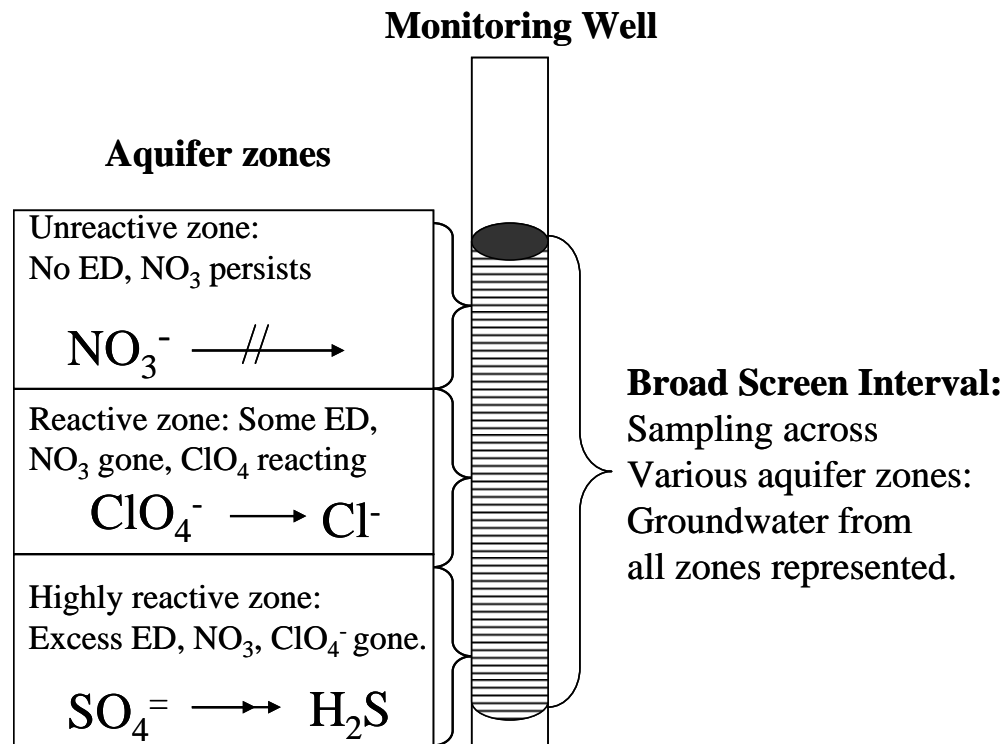 Monitoring Well
Aquifer zones
Unreactive zone:
No ED, NO₃ persists
NO₃⁻
Reactive zone: Some ED,
NO₃ gone, ClO₄ reacting
ClO₄⁻ → Cl⁻
Highly reactive zone:
Excess ED, NO₃, ClO₄⁻ gone.
SO₄⁼ → H₂S
Broad Screen Interval:
Sampling across
Various aquifer zones:
Groundwater from
all zones represented.